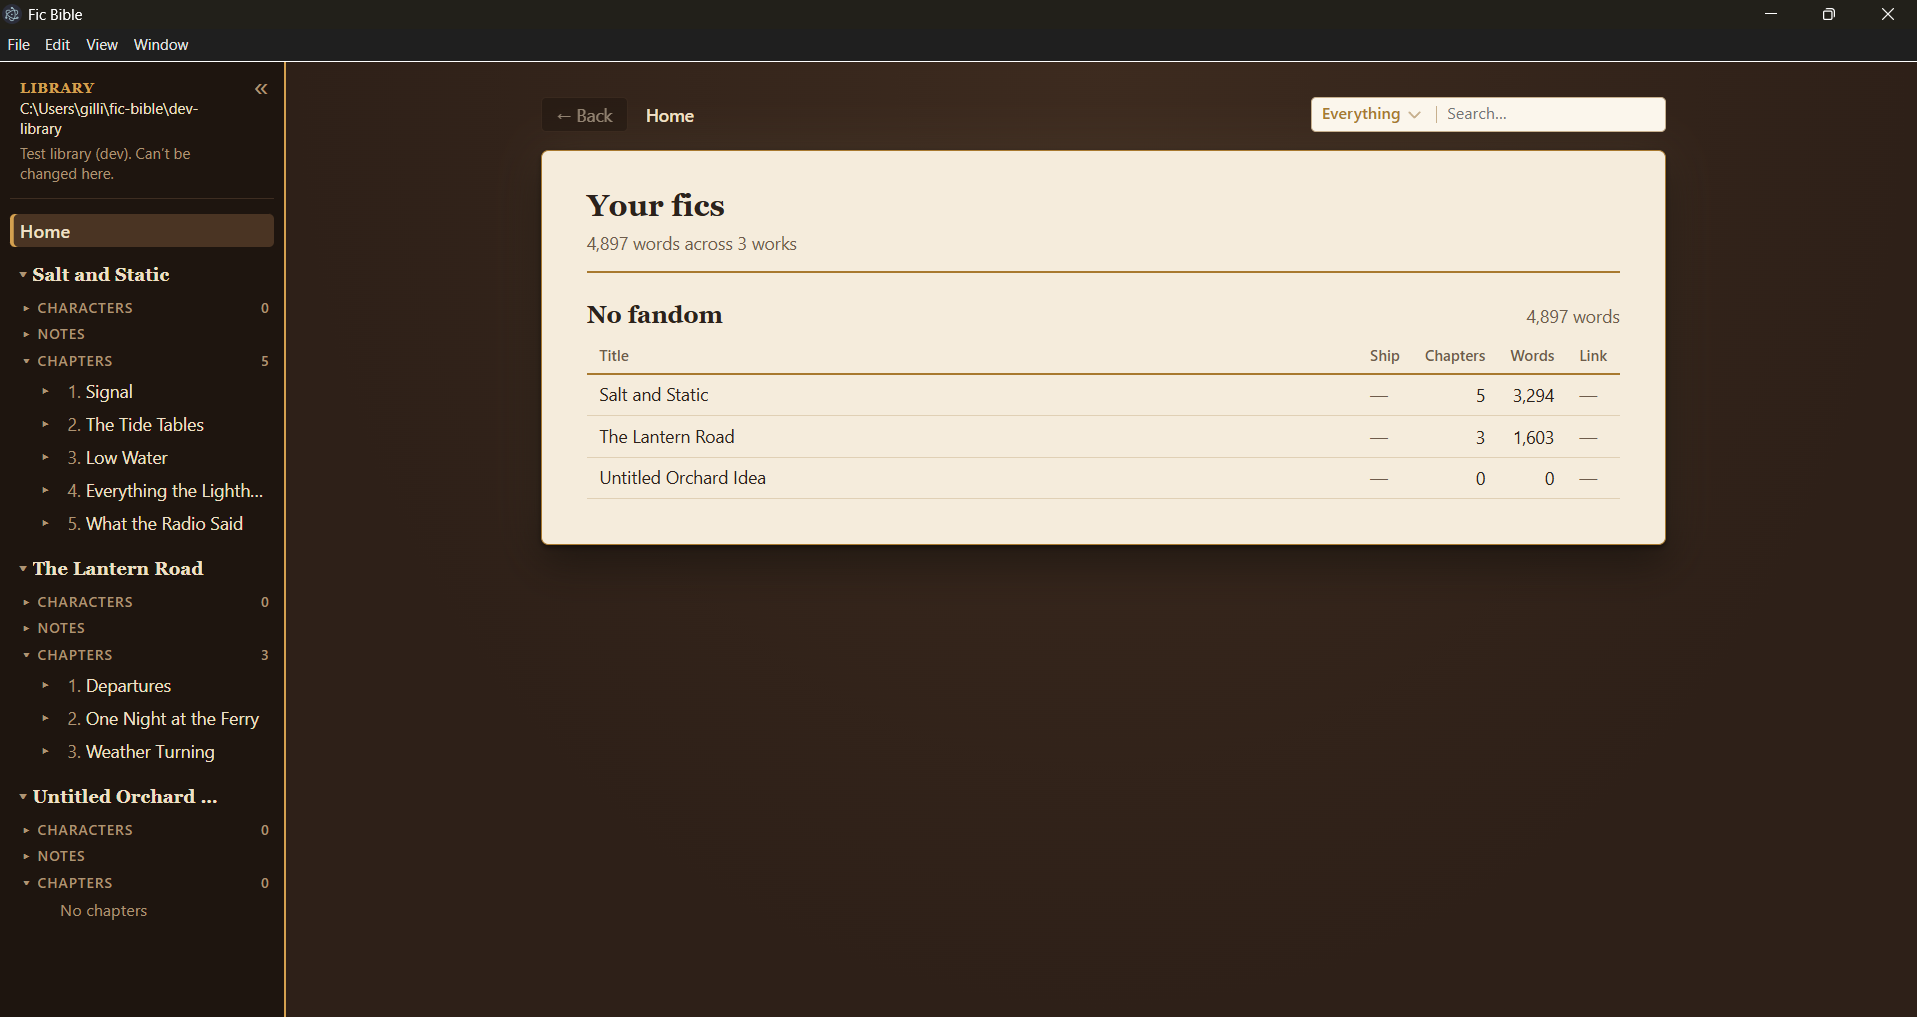 Fic Bible
File Edit View Window
LIBRARY «
C:\Users\gilli\fic-bible\dev-
library
Test library (dev). Can't be
changed here.
Home
Salt and Static
CHARACTERS 0
NOTES
CHAPTERS 5
1. Signal
2. The Tide Tables
3. Low Water
4. Everything the Lighth...
5. What the Radio Said
The Lantern Road
CHARACTERS 0
NOTES
CHAPTERS 3
1. Departures
2. One Night at the Ferry
3. Weather Turning
Untitled Orchard ...
CHARACTERS 0
NOTES
CHAPTERS 0
No chapters
← Back Home Everything Search...
Your fics
4,897 words across 3 works
No fandom 4,897 words
Title Ship Chapters Words Link
Salt and Static — 5 3,294 —
The Lantern Road — 3 1,603 —
Untitled Orchard Idea — 0 0 —